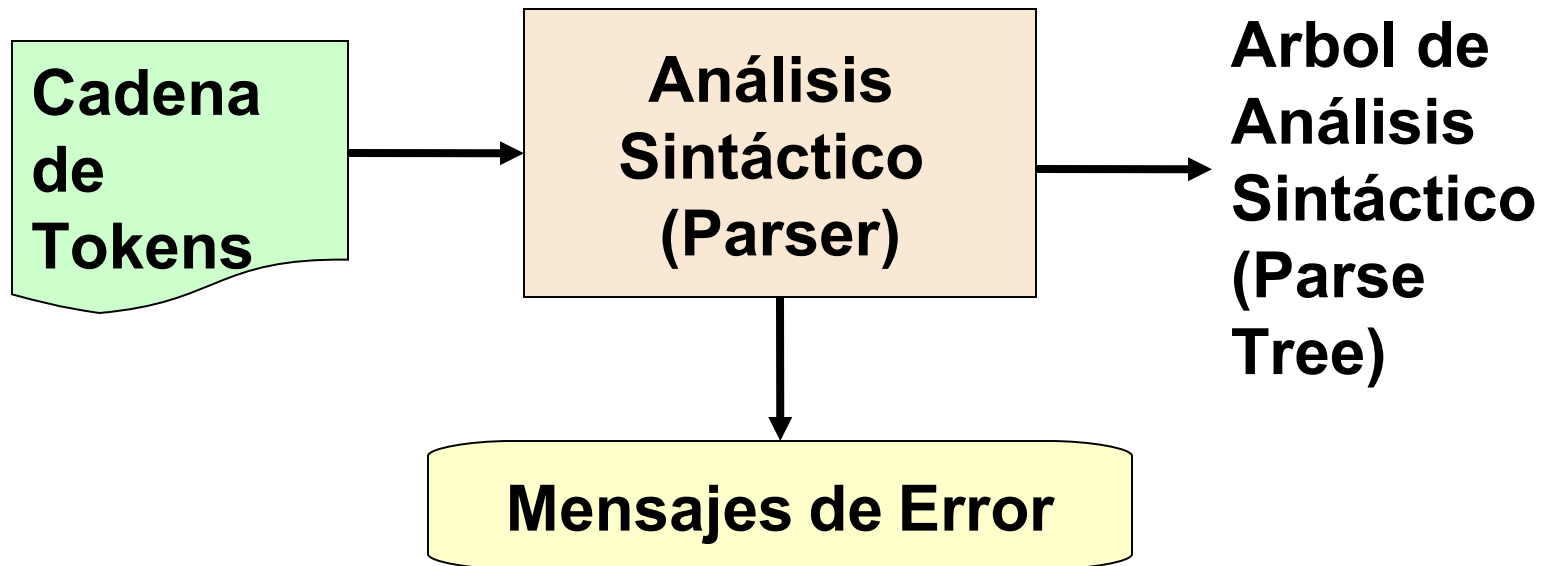 Cadena
de
Tokens
Análisis
Sintáctico
(Parser)
Arbol de
Análisis
Sintáctico
(Parse
Tree)
Mensajes de Error